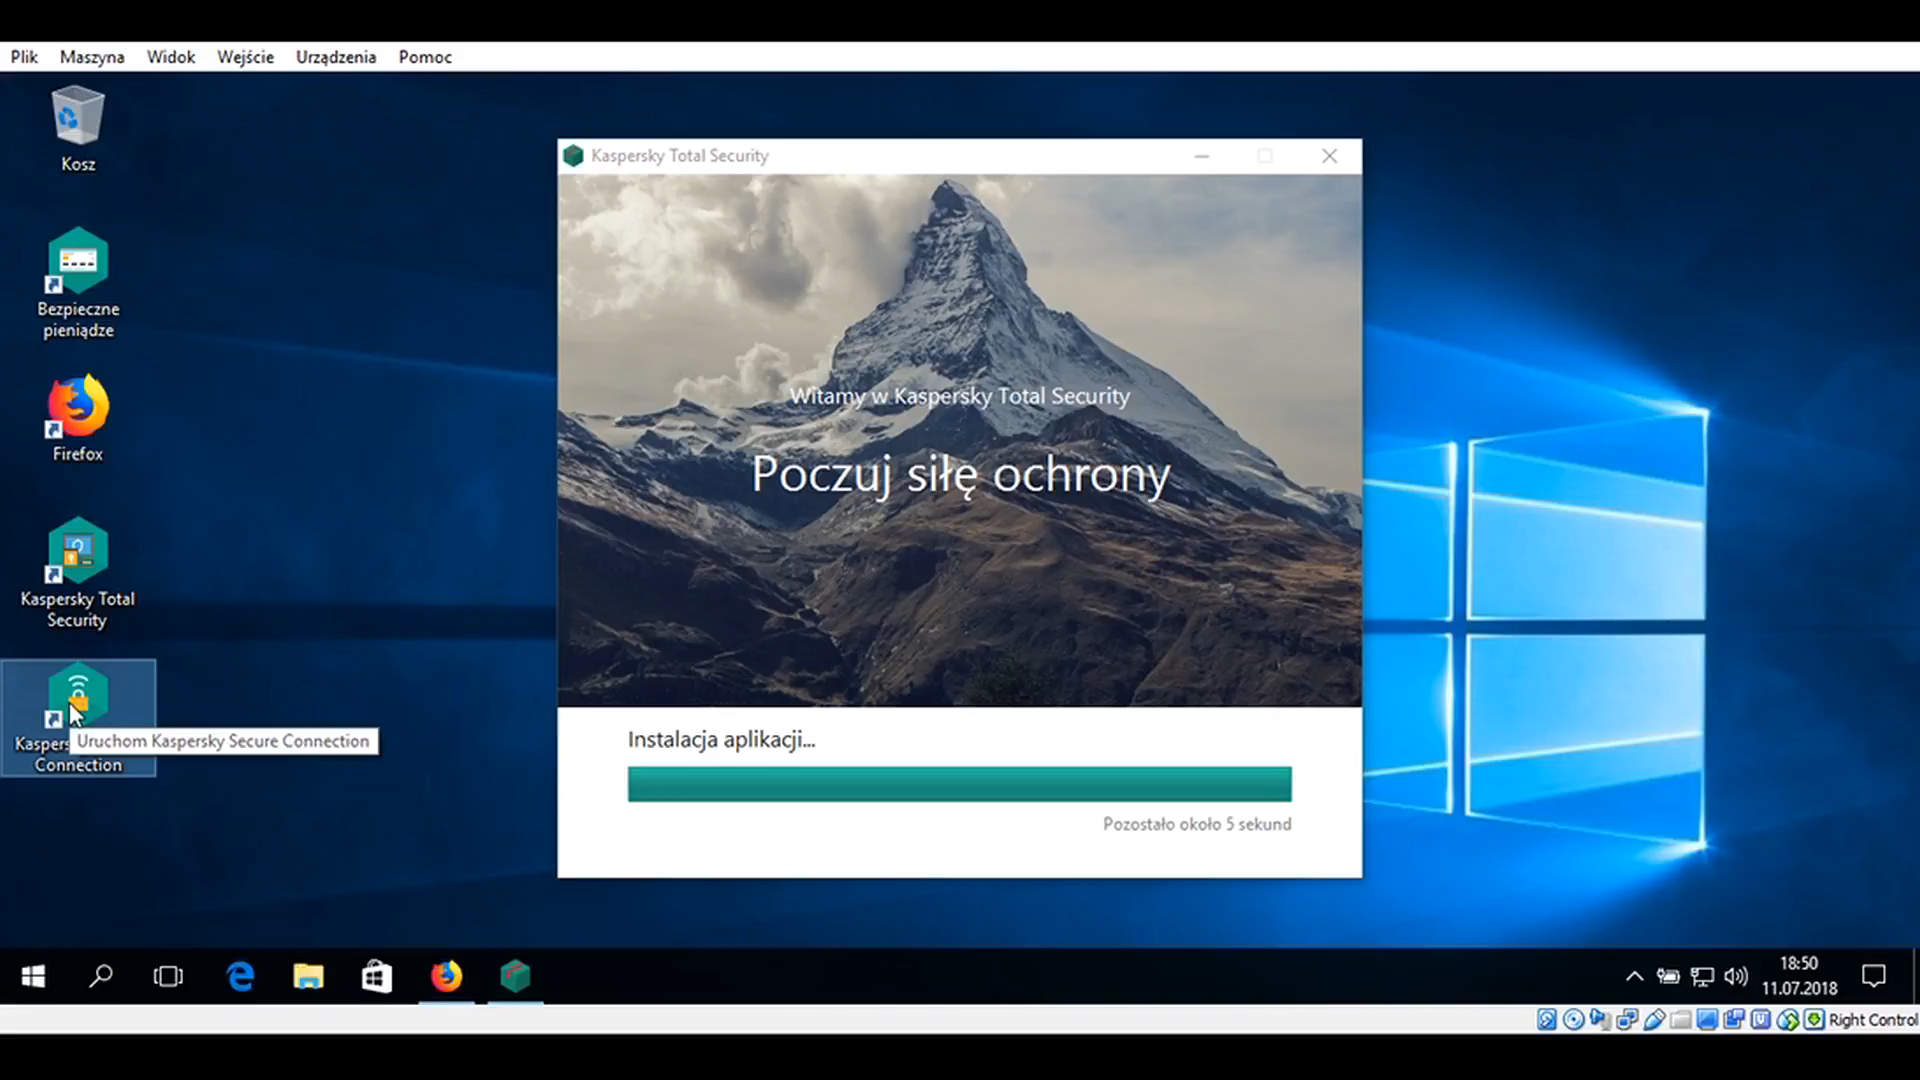 Plik Maszyna Widok Wejście Urządzenia Pomoc
Kosz
Bezpieczne
pieniądze
Firefox
Kaspersky Total
Security
Kaspers
Connection
Uruchom Kaspersky Secure Connection
Kaspersky Total Security
Witamy w Kaspersky Total Security
Poczuj siłę ochrony
Instalacja aplikacji...
Pozostało około 5 sekund
18:50
11.07.2018
Right Control